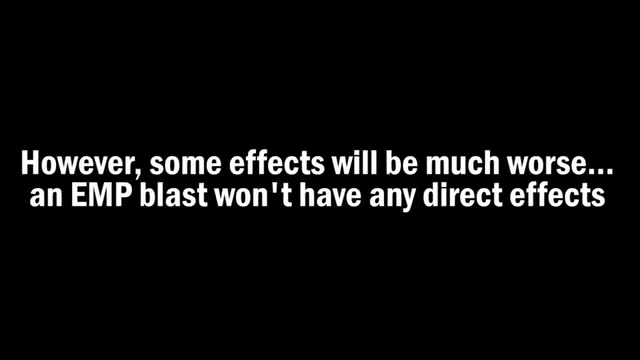 However, some effects will be much worse...
an EMP blast won't have any direct effects